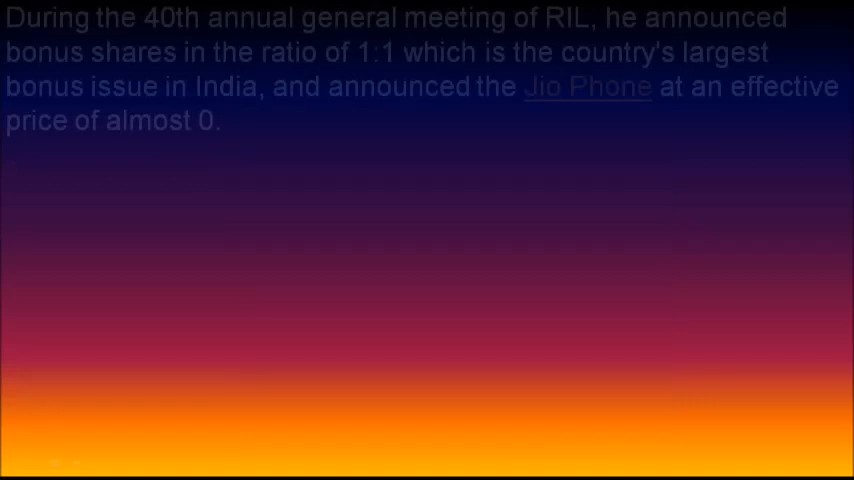 During the 40th annual general meeting of RIL, he announced
bonus shares in the ratio of 1:1 which is the country's largest
bonus issue in India, and announced the Jio Phone at an effective
price of almost 0.